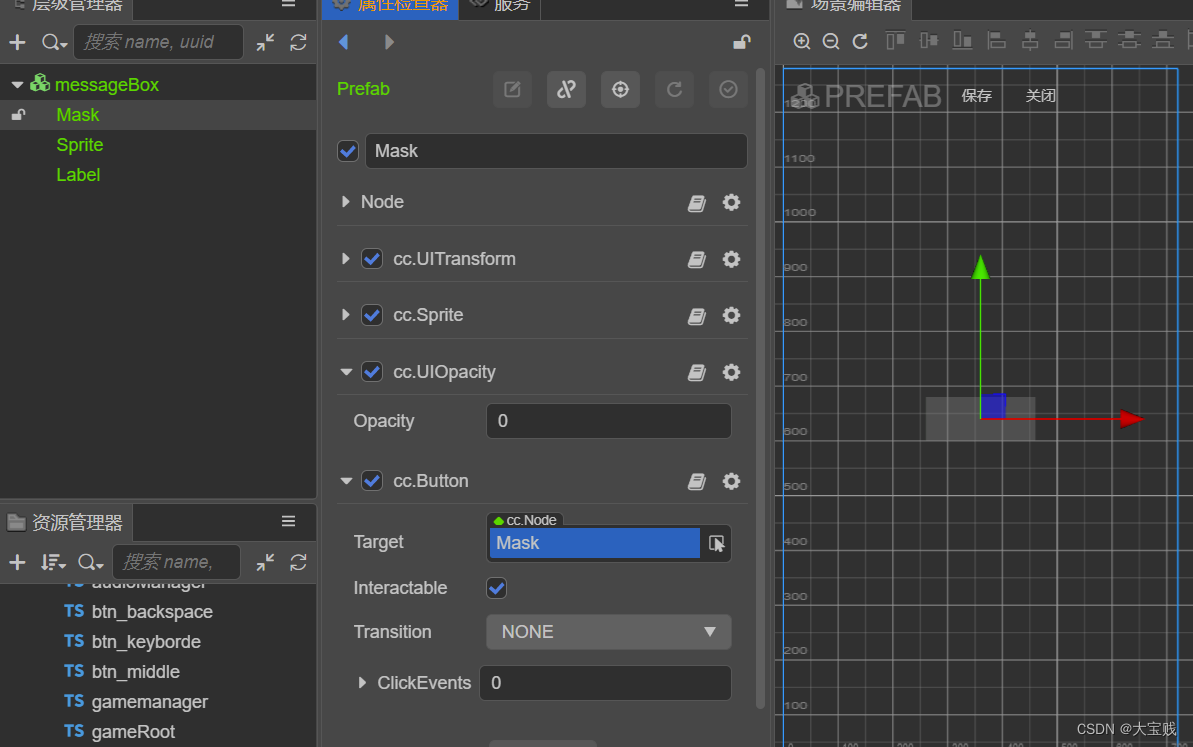 层级管理器
搜索 name, uuid
messageBox
Mask
Sprite
Label
资源管理器
搜索 name,
audioManager
TS btn_backspace
TS btn_keyborde
TS btn_middle
TS gamemanager
TS gameRoot
属性检查器
服务
Prefab
Mask
Node
cc.UITransform
cc.Sprite
cc.UIOpacity
Opacity 0
cc.Button
cc.Node
Target Mask
Interactable
Transition NONE
ClickEvents 0
场景编辑器
PREFAB 保存 关闭
1200
1100
1000
900
800
700
600
500
400
300
200
100
CSDN @大宝贱